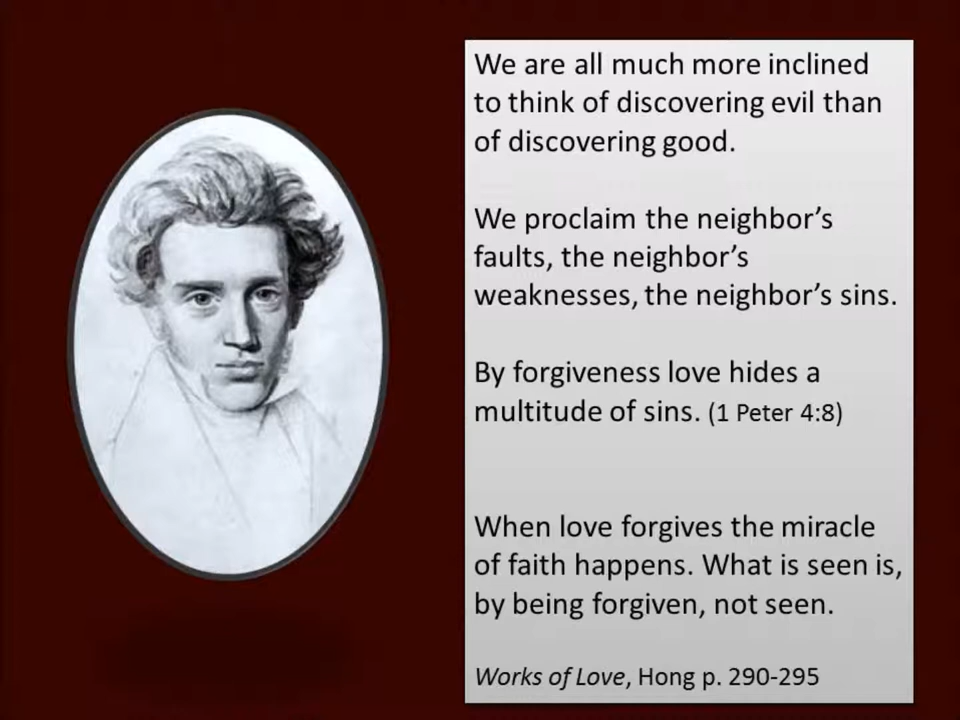 We are all much more inclined
to think of discovering evil than
of discovering good.
We proclaim the neighbor’s
faults, the neighbor’s
weaknesses, the neighbor’s sins.
By forgiveness love hides a
multitude of sins. (1 Peter 4:8)
When love forgives the miracle
of faith happens. What is seen is,
by being forgiven, not seen.
Works of Love, Hong p. 290-295